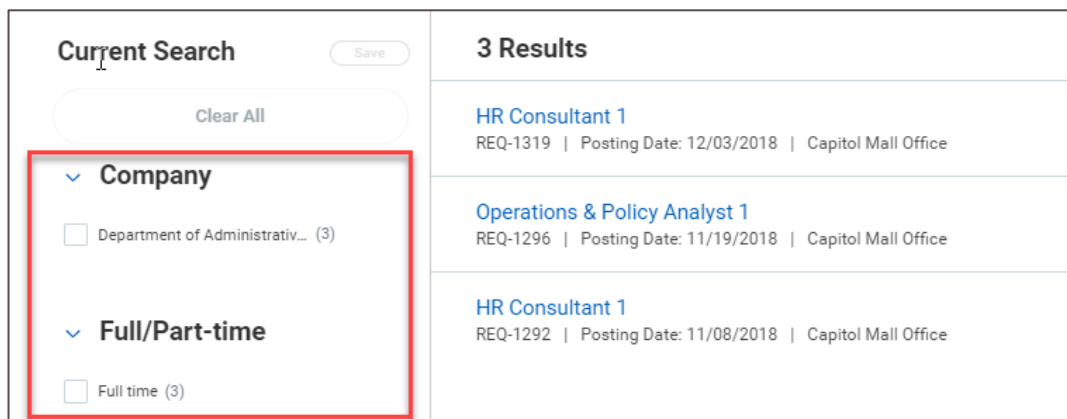 Current Search
Save
Clear All
Company
Department of Administrativ... (3)
Full/Part-time
Full time (3)
3 Results
HR Consultant 1
REQ-1319 | Posting Date: 12/03/2018 | Capitol Mall Office
Operations & Policy Analyst 1
REQ-1296 | Posting Date: 11/19/2018 | Capitol Mall Office
HR Consultant 1
REQ-1292 | Posting Date: 11/08/2018 | Capitol Mall Office